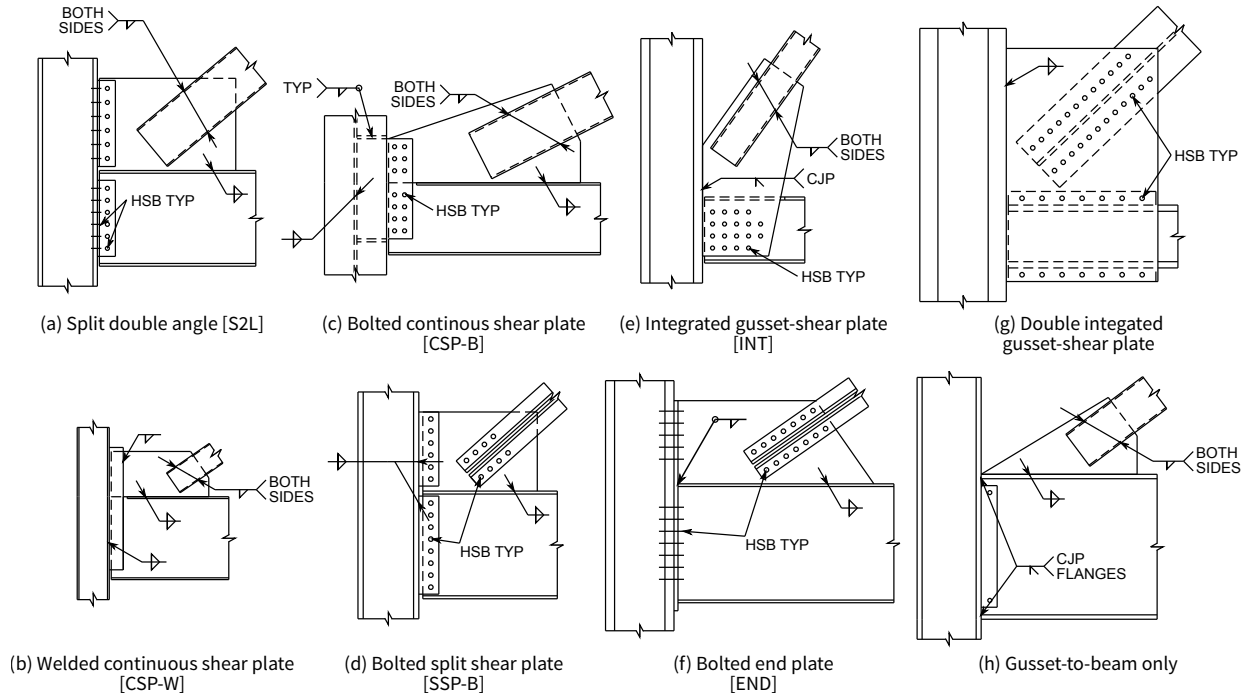 BOTH
SIDES
HSB TYP
(a) Split double angle [S2L]
TYP
BOTH
SIDES
HSB TYP
(c) Bolted continous shear plate
[CSP-B]
BOTH
SIDES
CJP
HSB TYP
(e) Integrated gusset-shear plate
[INT]
HSB TYP
(g) Double integated
gusset-shear plate
BOTH
SIDES
(b) Welded continuous shear plate
[CSP-W]
HSB TYP
(d) Bolted split shear plate
[SSP-B]
HSB TYP
(f) Bolted end plate
[END]
BOTH
SIDES
CJP
FLANGES
(h) Gusset-to-beam only